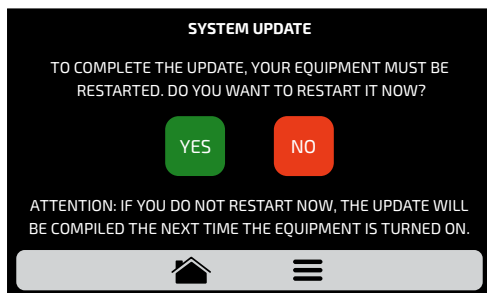 SYSTEM UPDATE
TO COMPLETE THE UPDATE, YOUR EQUIPMENT MUST BE
RESTARTED. DO YOU WANT TO RESTART IT NOW?
YES
NO
ATTENTION: IF YOU DO NOT RESTART NOW, THE UPDATE WILL
BE COMPILED THE NEXT TIME THE EQUIPMENT IS TURNED ON.